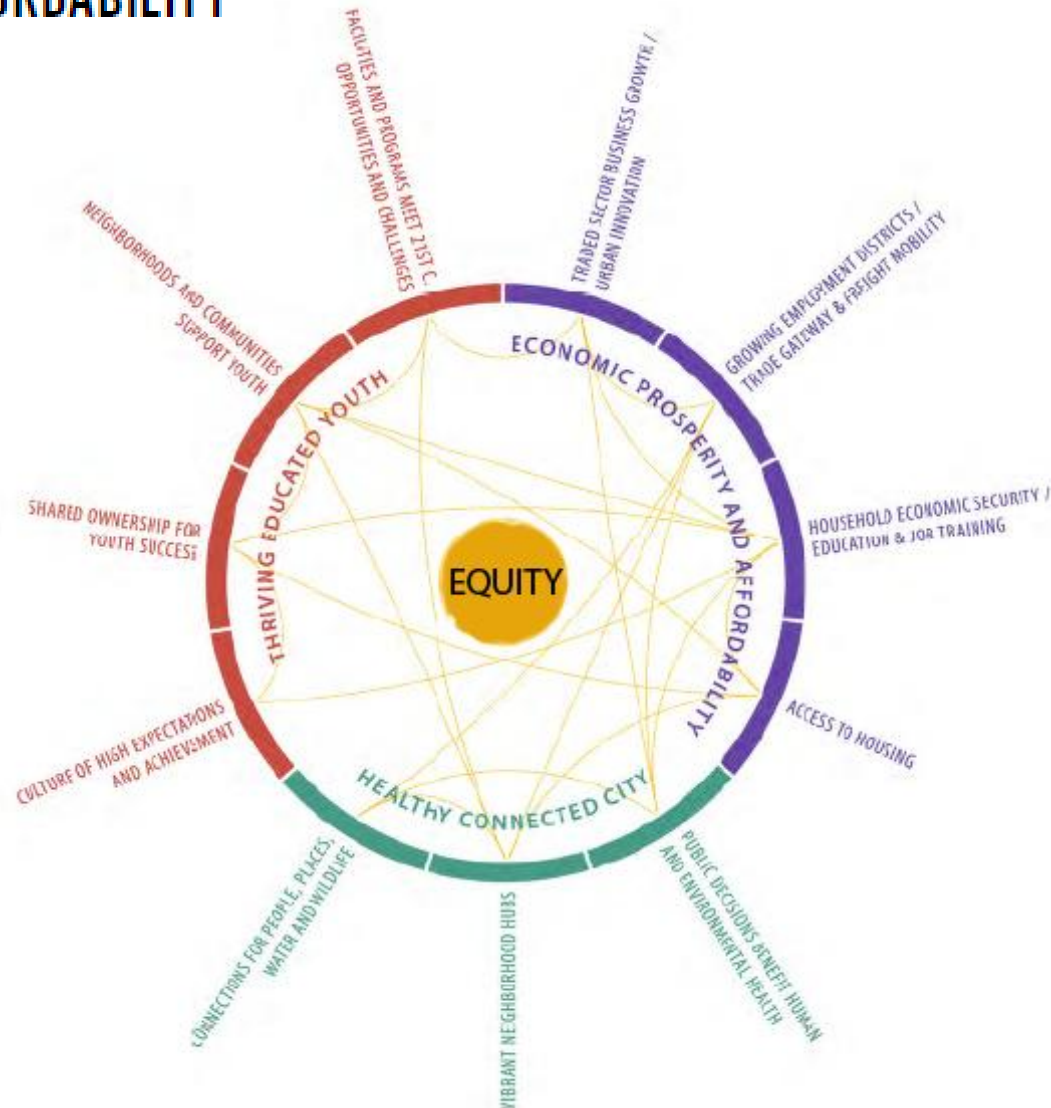 FACILITIES AND PROGRAMS MEET 21ST C.
OPPORTUNITIES AND CHALLENGES
TRADED SECTOR BUSINESS GROWTH /
URBAN INNOVATION
NEIGHBORHOODS AND COMMUNITIES
SUPPORT YOUTH
GROWING EMPLOYMENT DISTRICTS /
TRADE GATEWAY & FREIGHT MOBILITY
ECONOMIC PROSPERITY AND AFFORDABILITY
THRIVING EDUCATED YOUTH
SHARED OWNERSHIP FOR
YOUTH SUCCESS
EQUITY
HOUSEHOLD ECONOMIC SECURITY /
EDUCATION & JOB TRAINING
CULTURE OF HIGH EXPECTATIONS
AND ACHIEVEMENT
ACCESS TO HOUSING
HEALTHY CONNECTED CITY
CONNECTIONS FOR PEOPLE, PLACES,
WATER AND WILDLIFE
VIBRANT NEIGHBORHOOD HUBS
PUBLIC DECISIONS BENEFIT HUMAN
AND ENVIRONMENTAL HEALTH